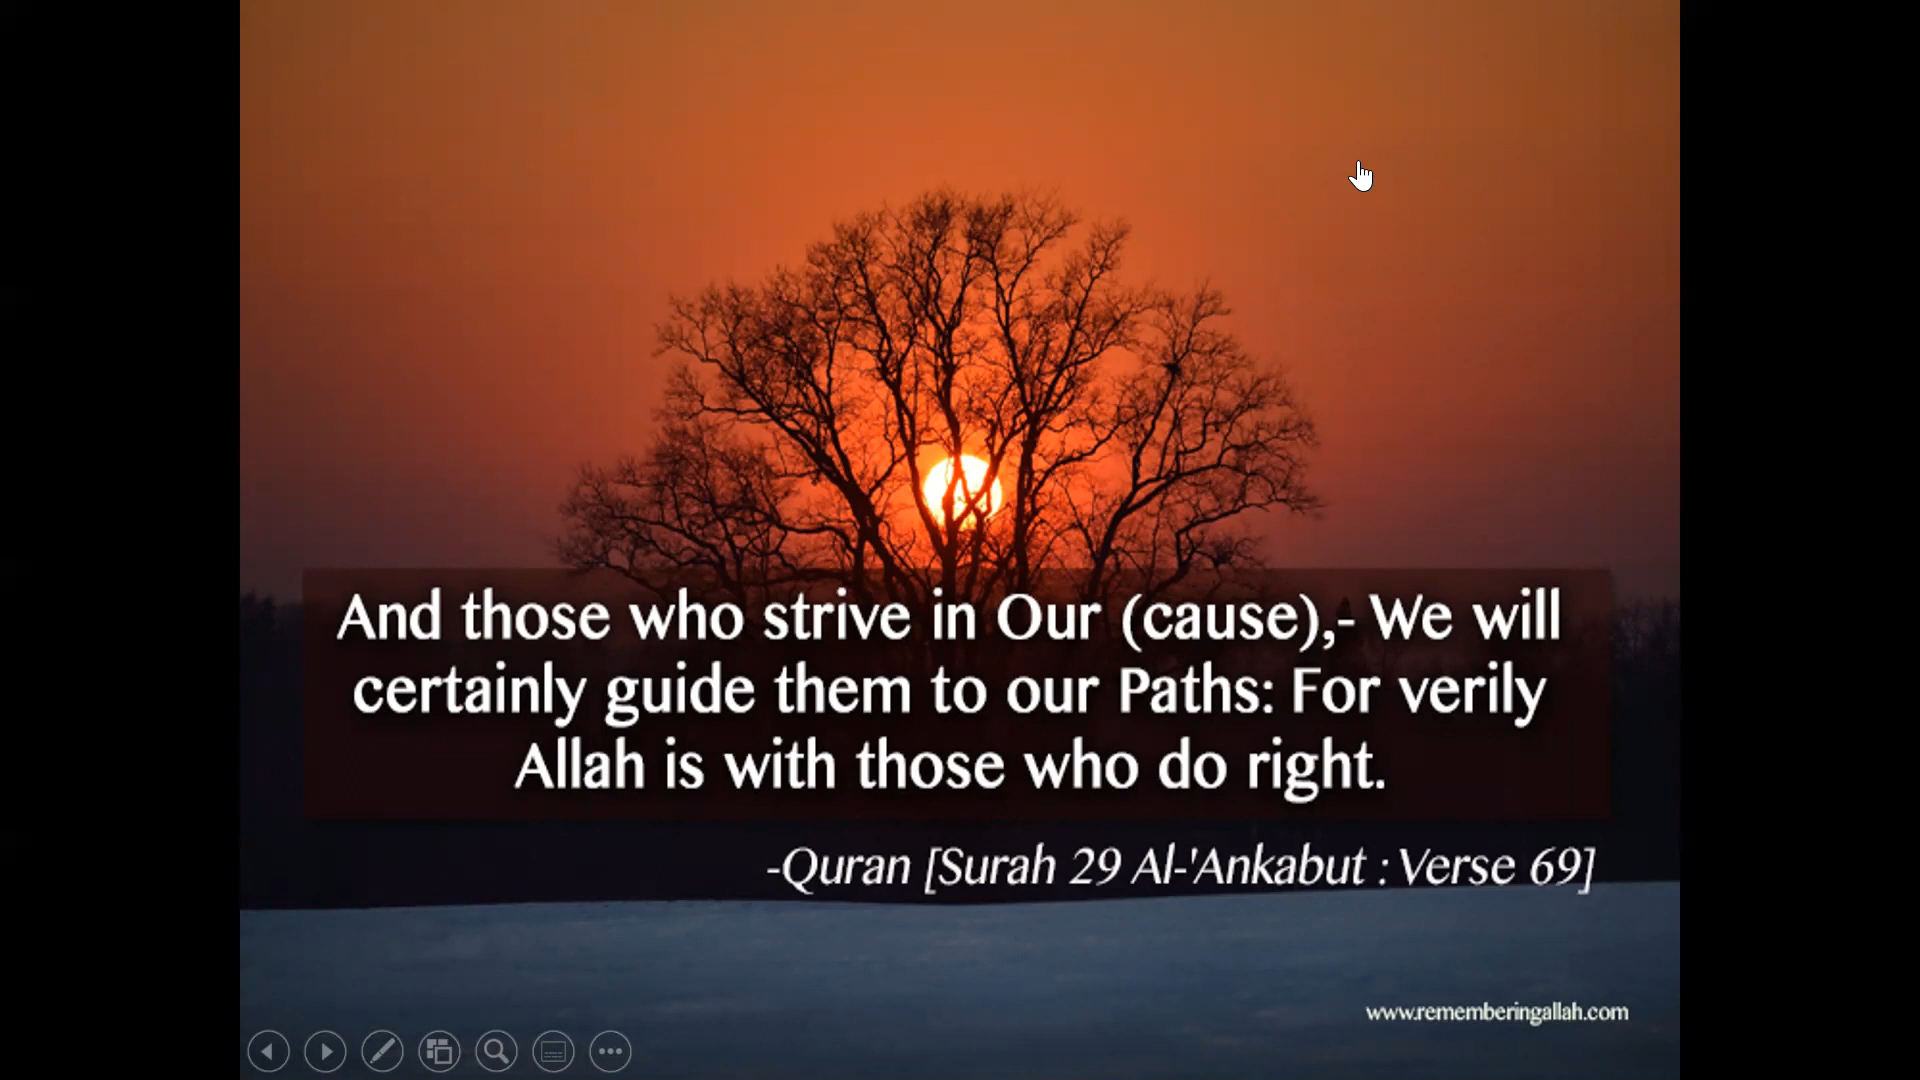 And those who strive in Our (cause),- We will
certainly guide them to our Paths: For verily
Allah is with those who do right.
-Quran [Surah 29 Al-'Ankabut : Verse 69]
www.rememberingallah.com